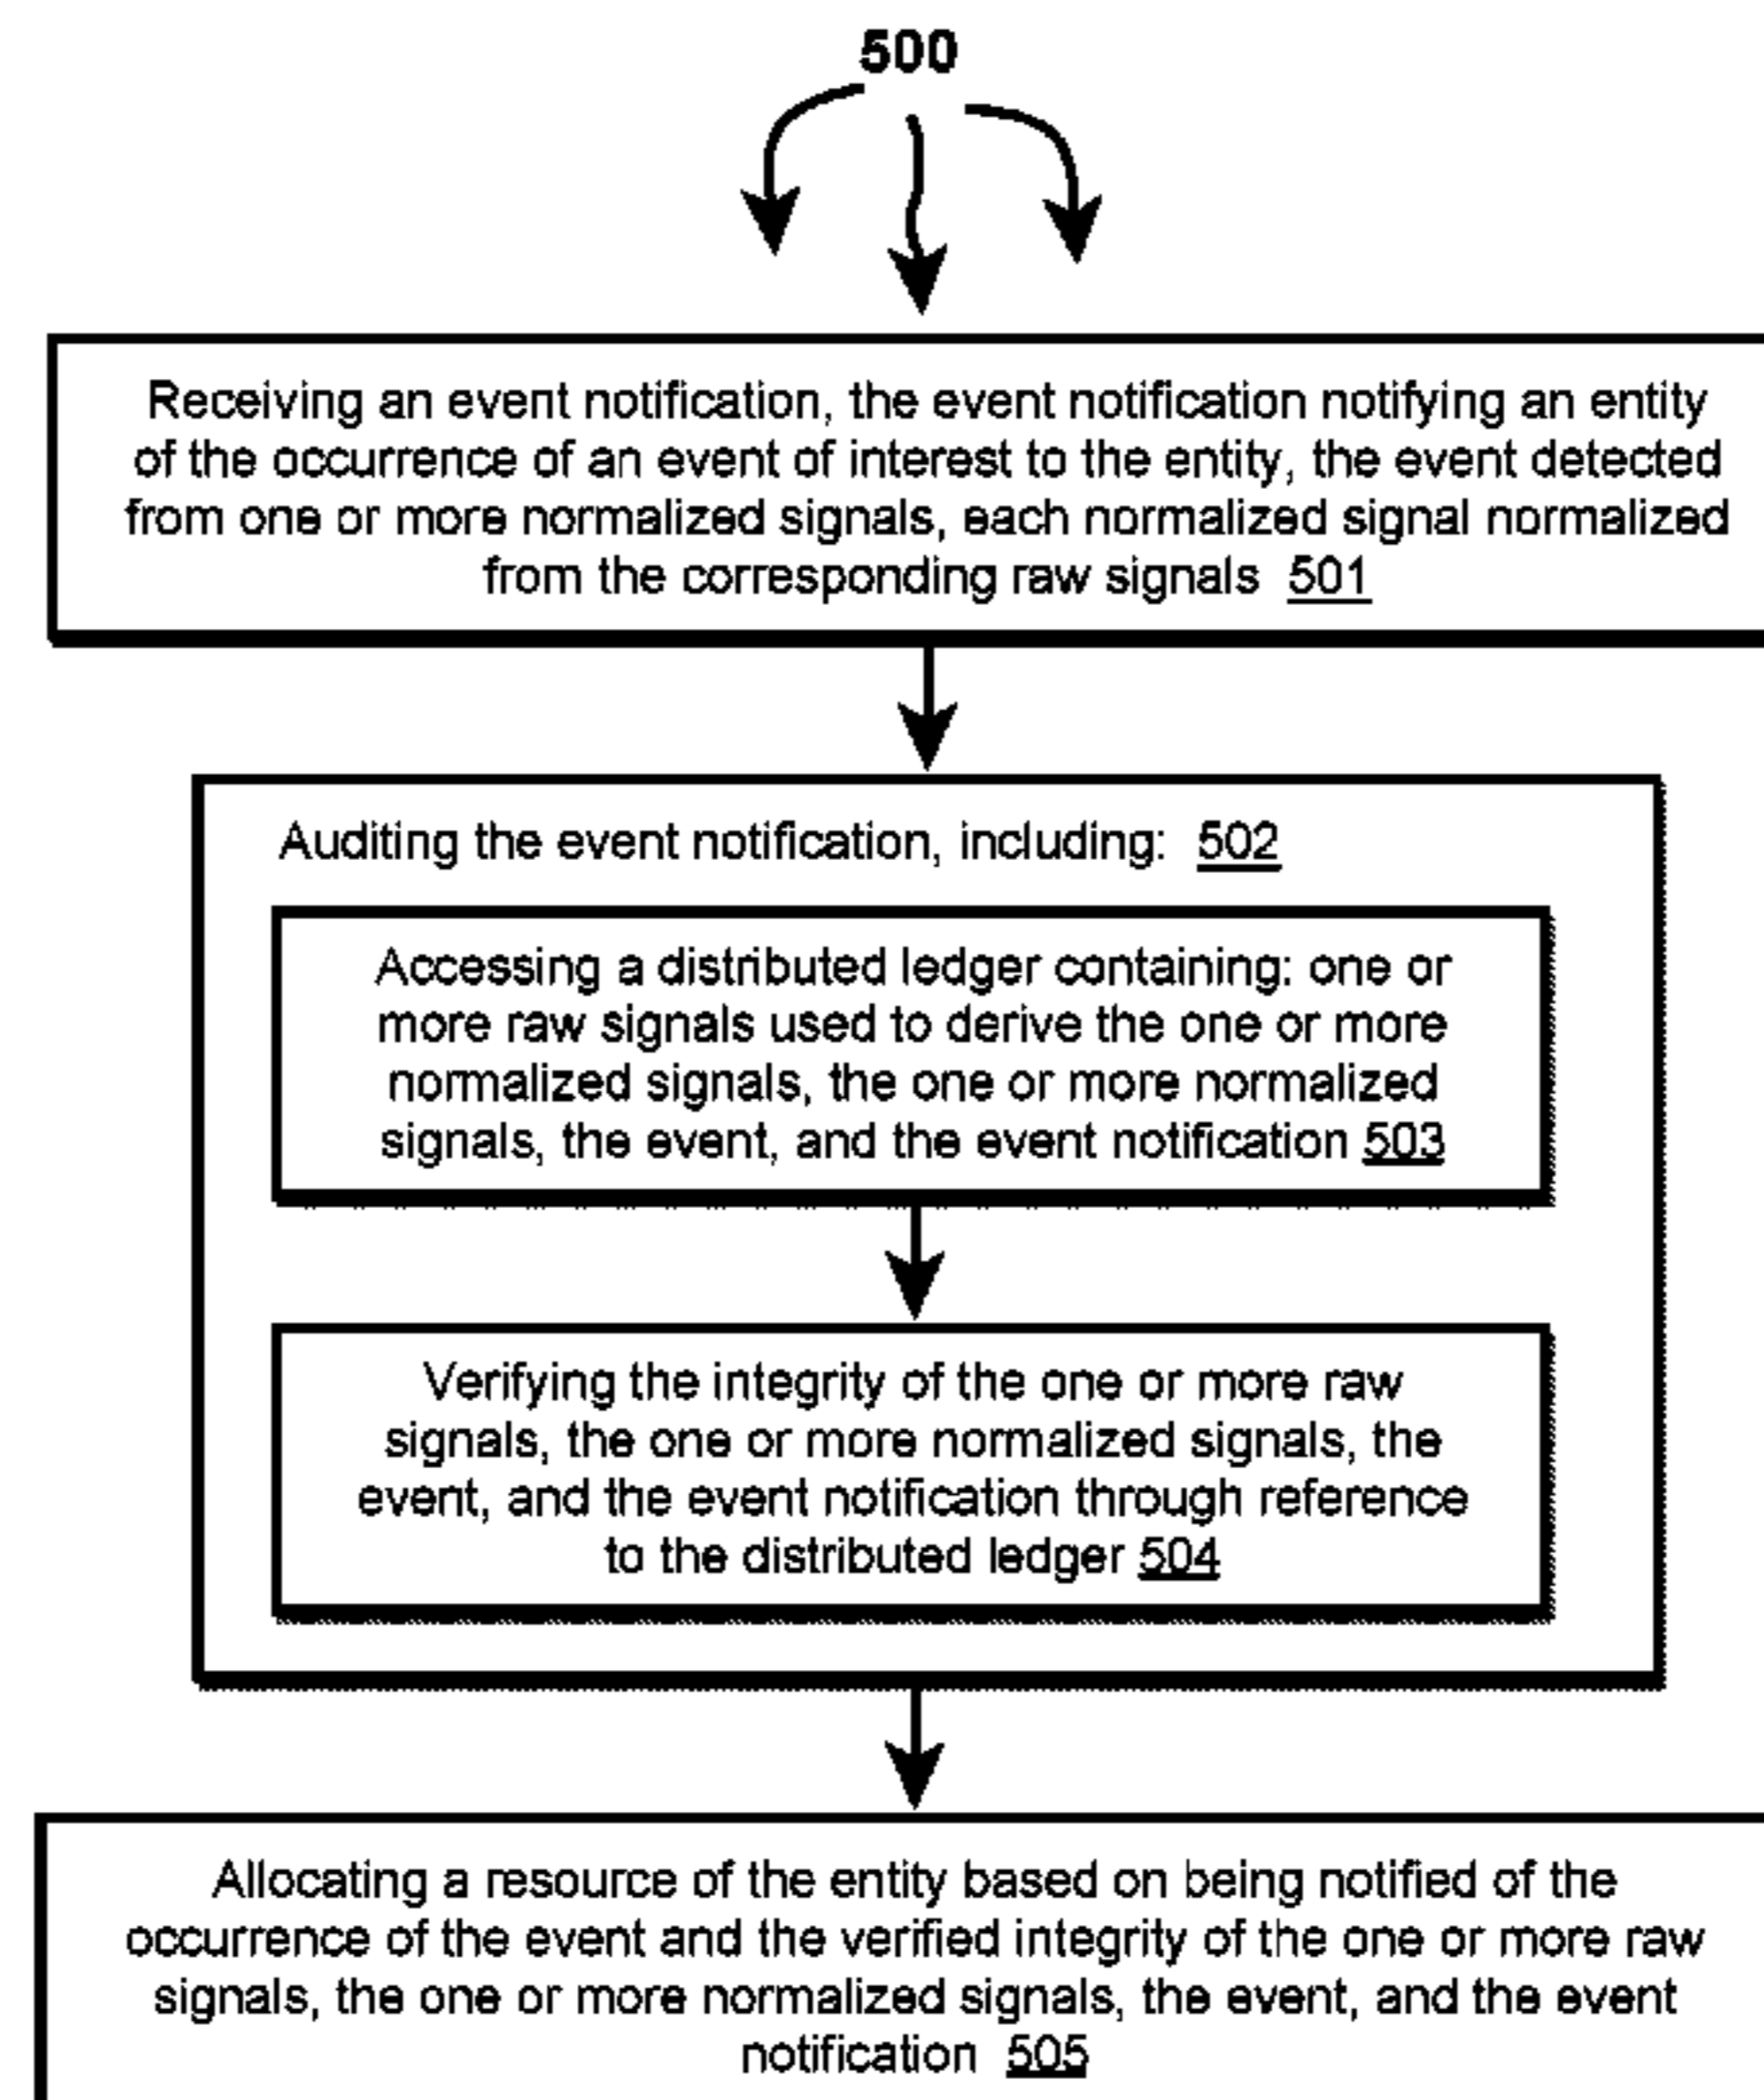 500
Receiving an event notification, the event notification notifying an entity
of the occurrence of an event of interest to the entity, the event detected
from one or more normalized signals, each normalized signal normalized
from the corresponding raw signals 501
Auditing the event notification, including: 502
Accessing a distributed ledger containing: one or
more raw signals used to derive the one or more
normalized signals, the one or more normalized
signals, the event, and the event notification 503
Verifying the integrity of the one or more raw
signals, the one or more normalized signals, the
event, and the event notification through reference
to the distributed ledger 504
Allocating a resource of the entity based on being notified of the
occurrence of the event and the verified integrity of the one or more raw
signals, the one or more normalized signals, the event, and the event
notification 505